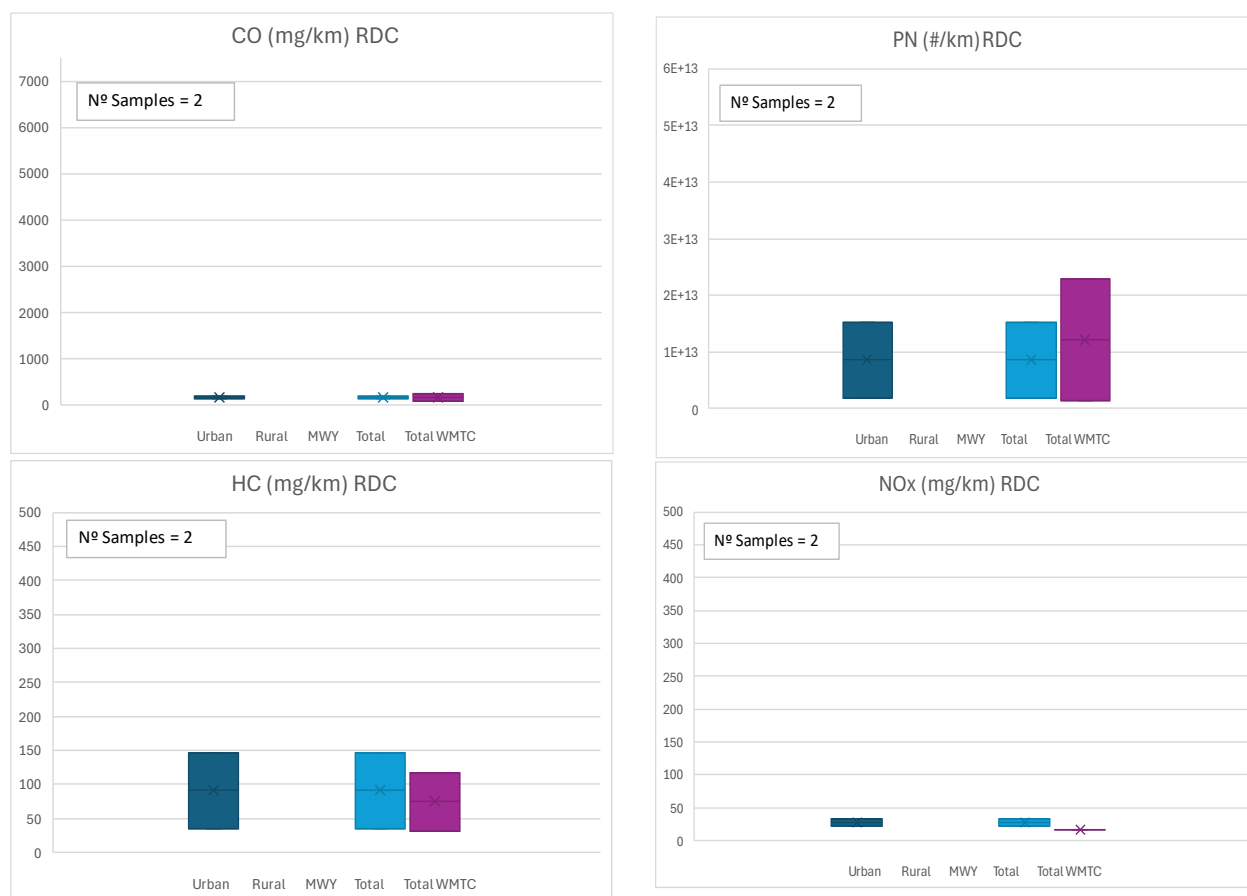 CO (mg/km) RDC
Nº Samples = 2
7000
6000
5000
4000
3000
2000
1000
0
Urban Rural MWY Total Total WMTC
PN (#/km) RDC
Nº Samples = 2
6E+13
5E+13
4E+13
3E+13
2E+13
1E+13
0
Urban Rural MWY Total Total WMTC
HC (mg/km) RDC
Nº Samples = 2
500
450
400
350
300
250
200
150
100
50
0
Urban Rural MWY Total Total WMTC
NOx (mg/km) RDC
Nº Samples = 2
500
450
400
350
300
250
200
150
100
50
0
Urban Rural MWY Total Total WMTC